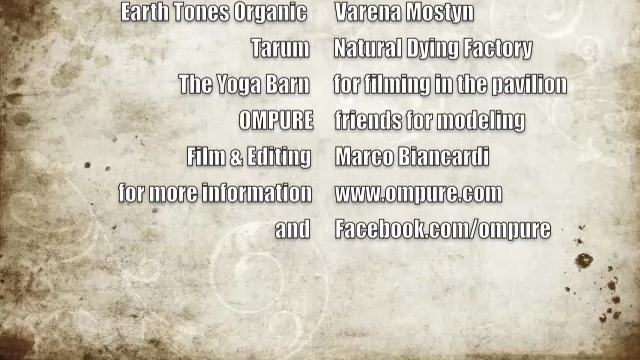 Earth Tones Organic Varena Mostyn
Tarum Natural Dying Factory
The Yoga Barn for filming in the pavilion
OMPURE friends for modeling
Film & Editing Marco Biancardi
for more information www.ompure.com
and Facebook.com/ompure